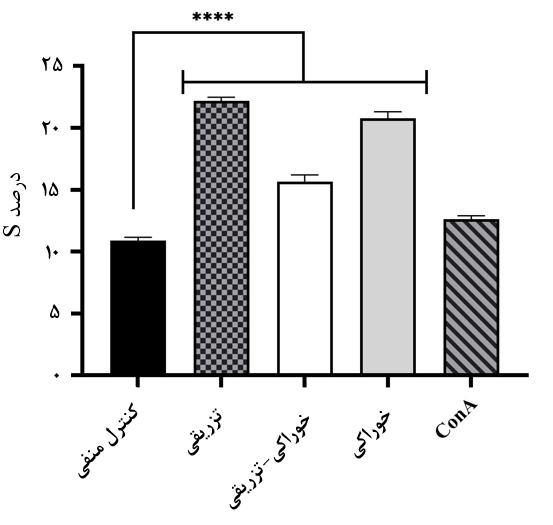 ****
۲۵
۲۰
۱۵
۱۰
۵
۰
درصد S
کنترل منفی
تزریقی
خوراکی-تزریقی
خوراکی
ConA